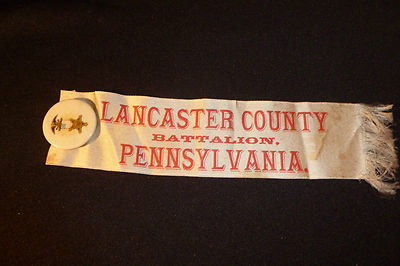 LANCASTER COUNTY
BATTALION,
PENNSYLVANIA.